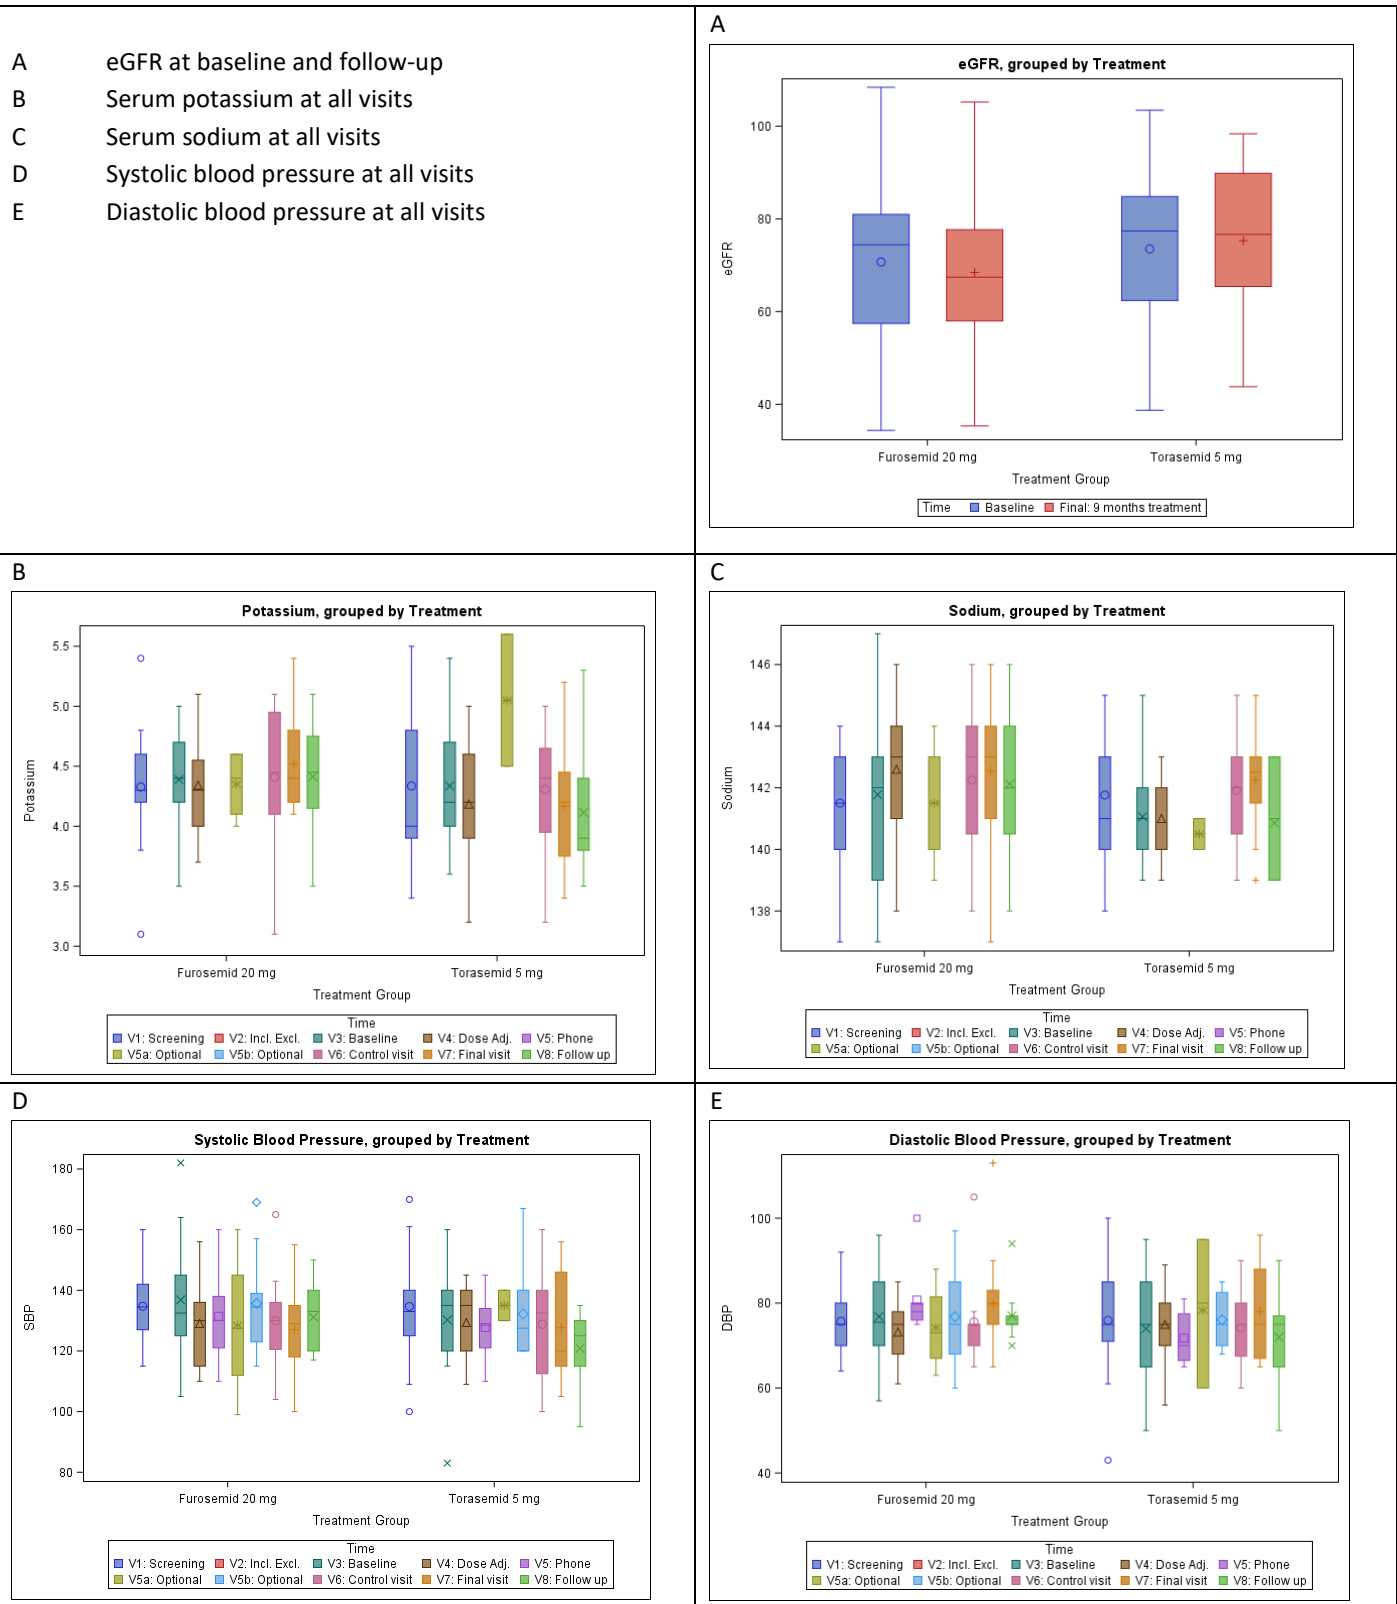 A eGFR at baseline and follow-up
B Serum potassium at all visits
C Serum sodium at all visits
D Systolic blood pressure at all visits
E Diastolic blood pressure at all visits
A
eGFR, grouped by Treatment
100
80
60
40
eGFR
Furosemid 20 mg Torasemid 5 mg
Treatment Group
Time Baseline Final: 9 months treatment
B
Potassium, grouped by Treatment
5.5
5.0
4.5
4.0
3.5
3.0
Potassium
Furosemid 20 mg Torasemid 5 mg
Treatment Group
Time
V1: Screening V2: Incl. Excl. V3: Baseline V4: Dose Adj. V5: Phone
V5a: Optional V5b: Optional V6: Control visit V7: Final visit V8: Follow up
C
Sodium, grouped by Treatment
146
144
142
140
138
Sodium
Furosemid 20 mg Torasemid 5 mg
Treatment Group
Time
V1: Screening V2: Incl. Excl. V3: Baseline V4: Dose Adj. V5: Phone
V5a: Optional V5b: Optional V6: Control visit V7: Final visit V8: Follow up
D
Systolic Blood Pressure, grouped by Treatment
180
160
140
120
100
80
SBP
Furosemid 20 mg Torasemid 5 mg
Treatment Group
Time
V1: Screening V2: Incl. Excl. V3: Baseline V4: Dose Adj. V5: Phone
V5a: Optional V5b: Optional V6: Control visit V7: Final visit V8: Follow up
E
Diastolic Blood Pressure, grouped by Treatment
100
80
60
40
DBP
Furosemid 20 mg Torasemid 5 mg
Treatment Group
Time
V1: Screening V2: Incl. Excl. V3: Baseline V4: Dose Adj. V5: Phone
V5a: Optional V5b: Optional V6: Control visit V7: Final visit V8: Follow up